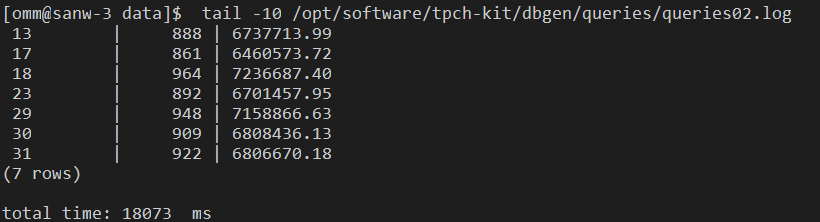 [omm@sanw-3 data]$  tail -10 /opt/software/tpch-kit/dbgen/queries/queries02.log
 13         |     888 | 6737713.99
 17         |     861 | 6460573.72
 18         |     964 | 7236687.40
 23         |     892 | 6701457.95
 29         |     948 | 7158866.63
 30         |     909 | 6808436.13
 31         |     922 | 6806670.18
(7 rows)

total time: 18073  ms